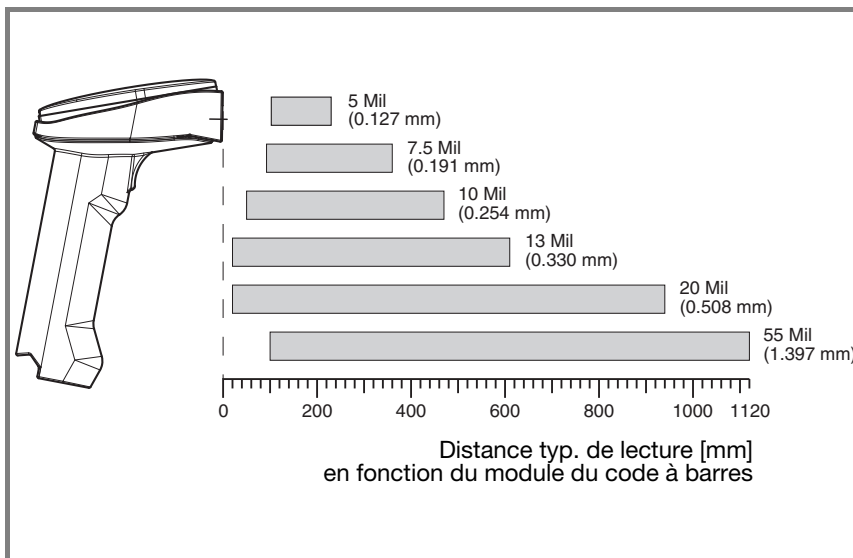 5 Mil
(0.127 mm)
7.5 Mil
(0.191 mm)
10 Mil
(0.254 mm)
13 Mil
(0.330 mm)
20 Mil
(0.508 mm)
55 Mil
(1.397 mm)
0 200 400 600 800 1000 1120
Distance typ. de lecture [mm]
en fonction du module du code à barres